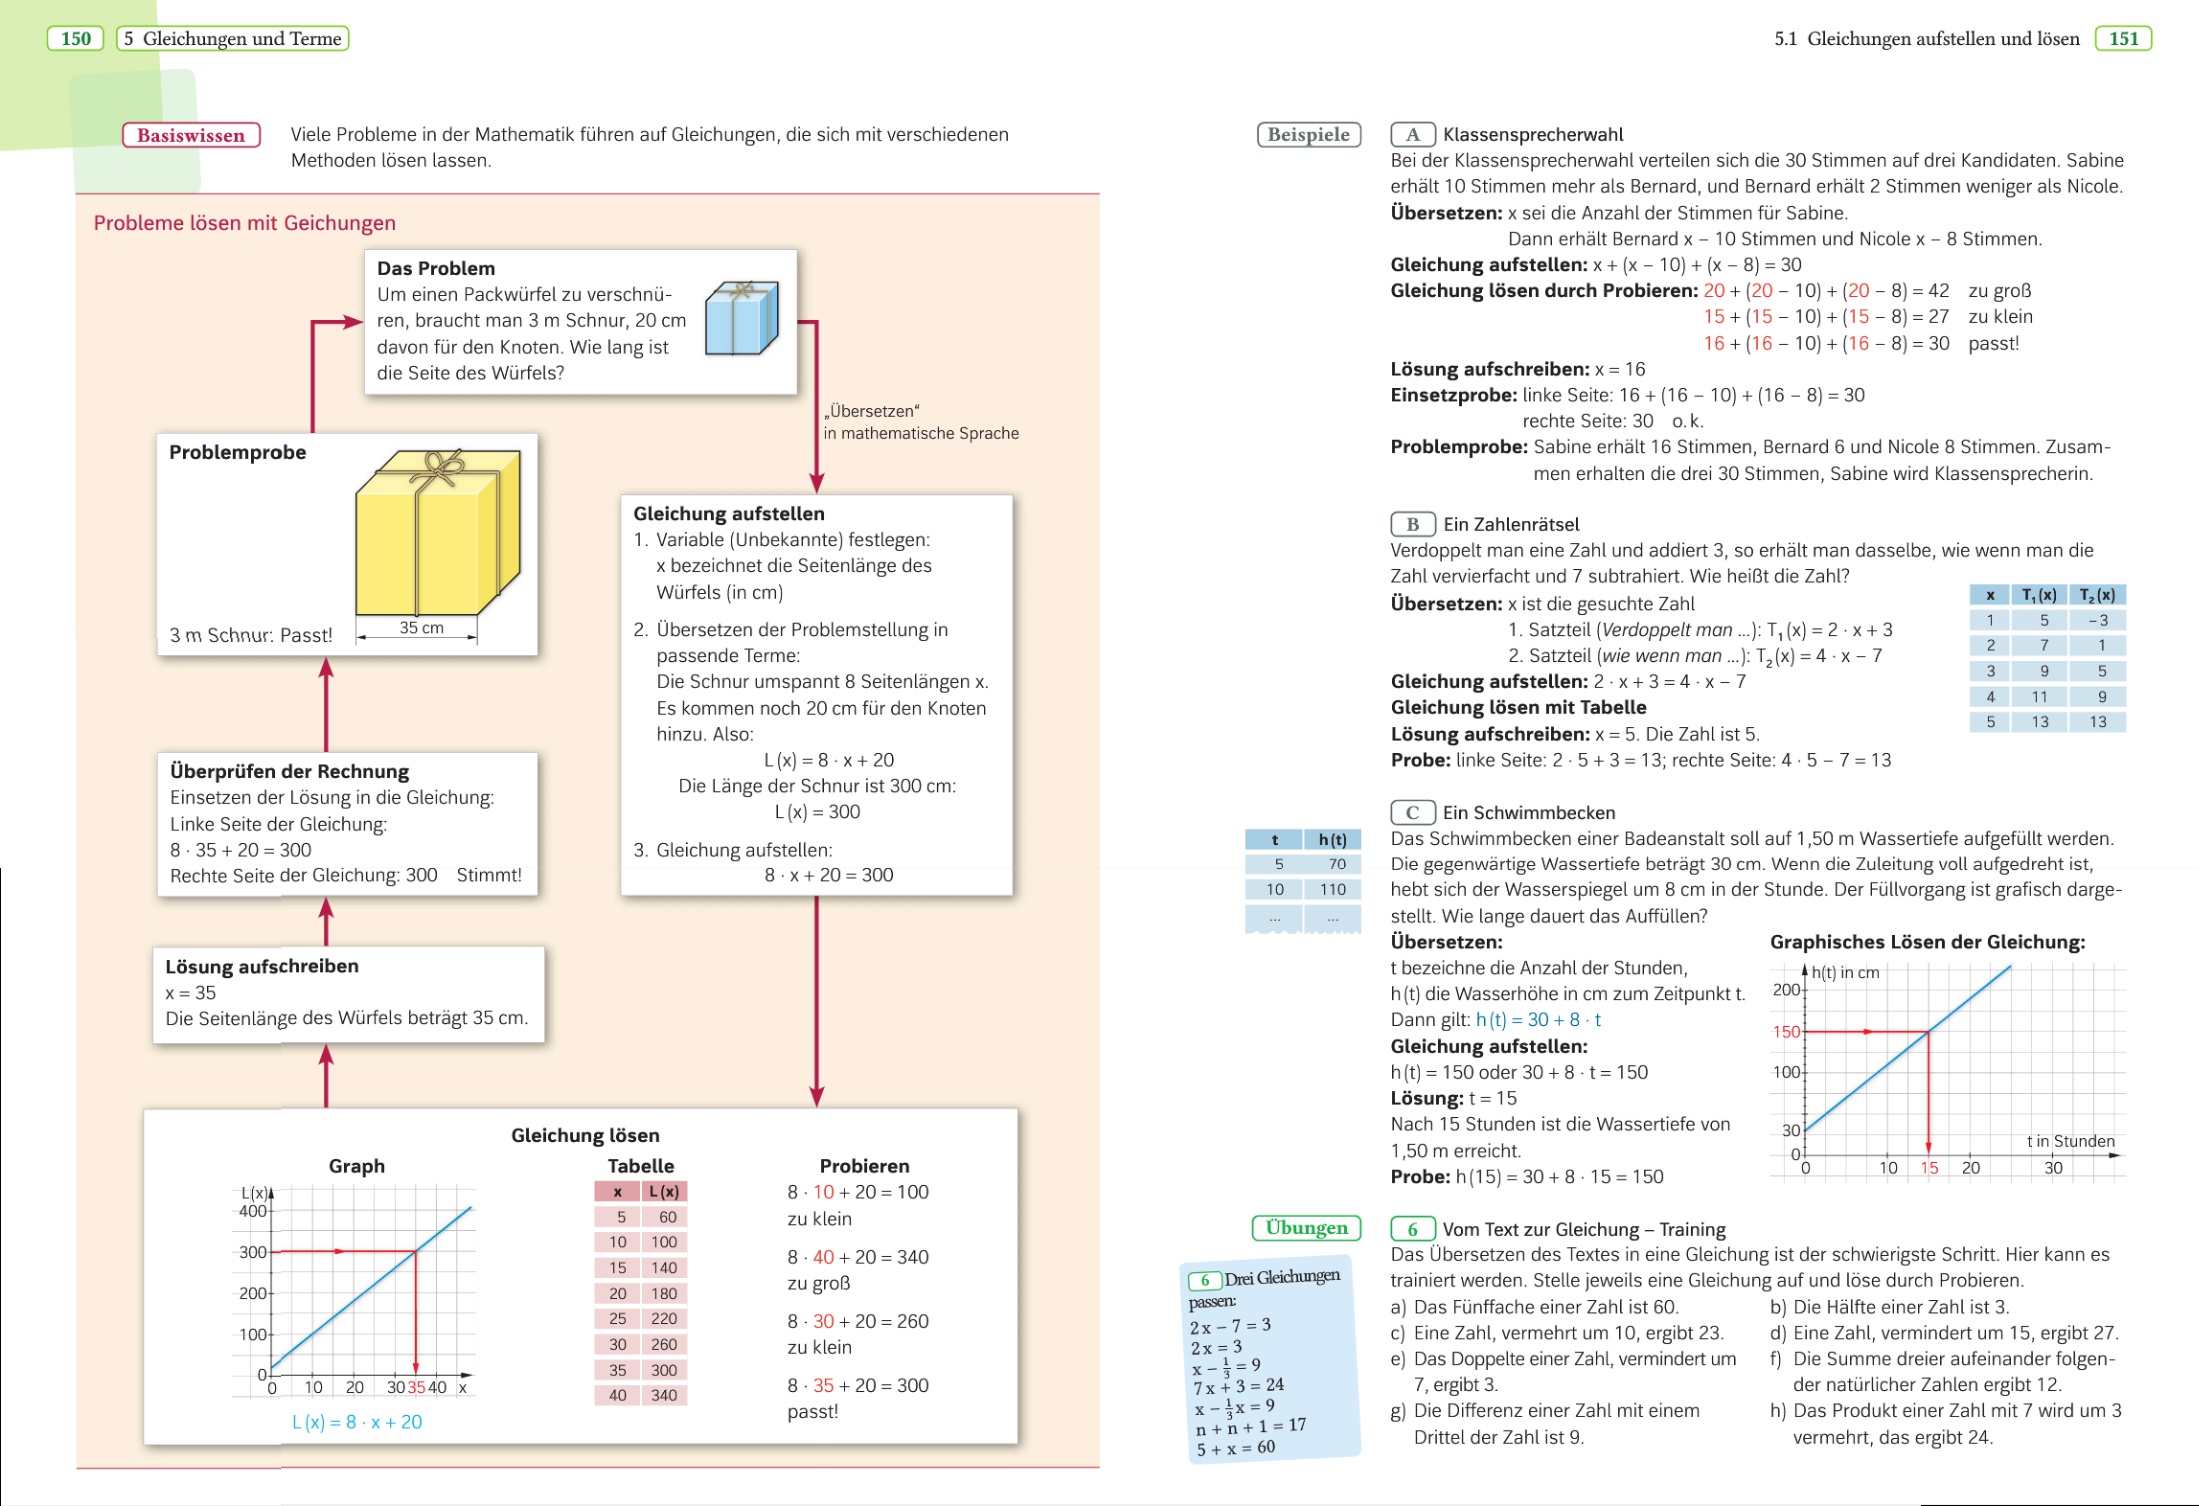 150 5 Gleichungen und Terme
Basiswissen
Viele Probleme in der Mathematik führen auf Gleichungen, die sich mit verschiedenen
Methoden lösen lassen.
Probleme lösen mit Geichungen
Das Problem
Um einen Packwürfel zu verschnü-
ren, braucht man 3 m Schnur, 20 cm
davon für den Knoten. Wie lang ist
die Seite des Würfels?
„Übersetzen“
in mathematische Sprache
Gleichung aufstellen
1. Variable (Unbekannte) festlegen:
x bezeichnet die Seitenlänge des
Würfels (in cm)
2. Übersetzen der Problemstellung in
passende Terme:
Die Schnur umspannt 8 Seitenlängen x.
Es kommen noch 20 cm für den Knoten
hinzu. Also:
L (x) = 8 · x + 20
Die Länge der Schnur ist 300 cm:
L (x) = 300
3. Gleichung aufstellen:
8 · x + 20 = 300
Gleichung lösen
Graph
L(x)
400
300
200
100
0
0 10 20 30 35 40 x
L (x) = 8 · x + 20
Tabelle
x L (x)
5 60
10 100
15 140
20 180
25 220
30 260
35 300
40 340
Probieren
8 · 10 + 20 = 100
zu klein
8 · 40 + 20 = 340
zu groß
8 · 30 + 20 = 260
zu klein
8 · 35 + 20 = 300
passt!
Lösung aufschreiben
x = 35
Die Seitenlänge des Würfels beträgt 35 cm.
Überprüfen der Rechnung
Einsetzen der Lösung in die Gleichung:
Linke Seite der Gleichung:
8 · 35 + 20 = 300
Rechte Seite der Gleichung: 300 Stimmt!
Problemprobe
35 cm
3 m Schnur: Passt!
5.1 Gleichungen aufstellen und lösen 151
Beispiele
A Klassensprecherwahl
Bei der Klassensprecherwahl verteilen sich die 30 Stimmen auf drei Kandidaten. Sabine
erhält 10 Stimmen mehr als Bernard, und Bernard erhält 2 Stimmen weniger als Nicole.
Übersetzen: x sei die Anzahl der Stimmen für Sabine.
Dann erhält Bernard x – 10 Stimmen und Nicole x – 8 Stimmen.
Gleichung aufstellen: x + (x – 10) + (x – 8) = 30
Gleichung lösen durch Probieren: 20 + (20 – 10) + (20 – 8) = 42 zu groß
15 + (15 – 10) + (15 – 8) = 27 zu klein
16 + (16 – 10) + (16 – 8) = 30 passt!
Lösung aufschreiben: x = 16
Einsetzprobe: linke Seite: 16 + (16 – 10) + (16 – 8) = 30
rechte Seite: 30 o. k.
Problemprobe: Sabine erhält 16 Stimmen, Bernard 6 und Nicole 8 Stimmen. Zusam-
men erhalten die drei 30 Stimmen, Sabine wird Klassensprecherin.
B Ein Zahlenrätsel
Verdoppelt man eine Zahl und addiert 3, so erhält man dasselbe, wie wenn man die
Zahl vervierfacht und 7 subtrahiert. Wie heißt die Zahl?
Übersetzen: x ist die gesuchte Zahl
1. Satzteil (Verdoppelt man ...): T₁ (x) = 2 · x + 3
2. Satzteil (wie wenn man ...): T₂ (x) = 4 · x – 7
Gleichung aufstellen: 2 · x + 3 = 4 · x – 7
Gleichung lösen mit Tabelle
Lösung aufschreiben: x = 5. Die Zahl ist 5.
Probe: linke Seite: 2 · 5 + 3 = 13; rechte Seite: 4 · 5 – 7 = 13
x T₁ (x) T₂ (x)
1 5 – 3
2 7 1
3 9 5
4 11 9
5 13 13
C Ein Schwimmbecken
Das Schwimmbecken einer Badeanstalt soll auf 1,50 m Wassertiefe aufgefüllt werden.
Die gegenwärtige Wassertiefe beträgt 30 cm. Wenn die Zuleitung voll aufgedreht ist,
hebt sich der Wasserspiegel um 8 cm in der Stunde. Der Füllvorgang ist grafisch darge-
stellt. Wie lange dauert das Auffüllen?
t h (t)
5 70
10 110
... ...
Übersetzen:
t bezeichne die Anzahl der Stunden,
h (t) die Wasserhöhe in cm zum Zeitpunkt t.
Dann gilt: h (t) = 30 + 8 · t
Gleichung aufstellen:
h (t) = 150 oder 30 + 8 · t = 150
Lösung: t = 15
Nach 15 Stunden ist die Wassertiefe von
1,50 m erreicht.
Probe: h (15) = 30 + 8 · 15 = 150
Graphisches Lösen der Gleichung:
h(t) in cm
200
150
100
30
0
t in Stunden
0 10 15 20 30
Übungen
6 Vom Text zur Gleichung – Training
Das Übersetzen des Textes in eine Gleichung ist der schwierigste Schritt. Hier kann es
trainiert werden. Stelle jeweils eine Gleichung auf und löse durch Probieren.
a) Das Fünffache einer Zahl ist 60.
b) Die Hälfte einer Zahl ist 3.
c) Eine Zahl, vermehrt um 10, ergibt 23.
d) Eine Zahl, vermindert um 15, ergibt 27.
e) Das Doppelte einer Zahl, vermindert um
7, ergibt 3.
f) Die Summe dreier aufeinander folgen-
der natürlicher Zahlen ergibt 12.
g) Die Differenz einer Zahl mit einem
Drittel der Zahl ist 9.
h) Das Produkt einer Zahl mit 7 wird um 3
vermehrt, das ergibt 24.
6 Drei Gleichungen
passen:
2 x – 7 = 3
2 x = 3
x – 1/3 = 9
7 x + 3 = 24
x – 1/3 x = 9
n + n + 1 = 17
5 + x = 60